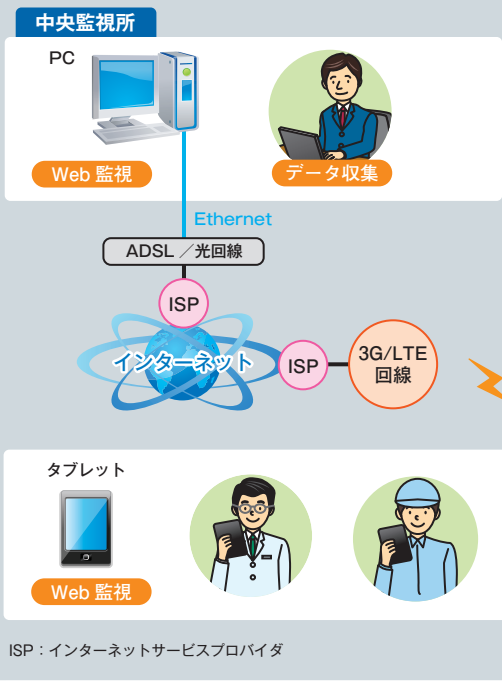 中央監視所
PC
Web 監視
データ収集
Ethernet
ADSL ／光回線
ISP
インターネット
ISP
3G/LTE
回線
タブレット
Web 監視
ISP：インターネットサービスプロバイダ